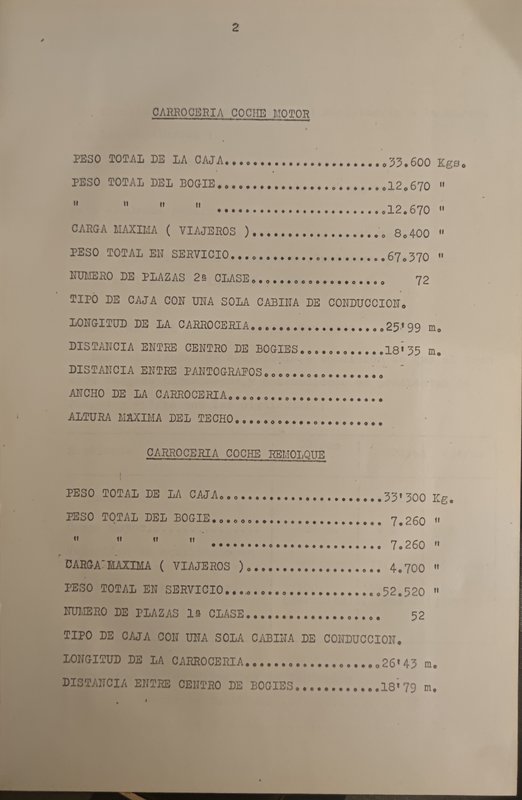 2
CARROCERIA COCHE MOTOR
PESO TOTAL DE LA CAJA.......................33.600 Kgs.
PESO TOTAL DEL BOGIE........................12.670 "
" " " " ........................12.670 "
CARGA MAXIMA ( VIAJEROS ).................... 8.400 "
PESO TOTAL EN SERVICIO......................67.370 "
NUMERO DE PLAZAS 2ª CLASE................... 72
TIPO DE CAJA CON UNA SOLA CABINA DE CONDUCCION.
LONGITUD DE LA CARROCERIA...................25'99 m.
DISTANCIA ENTRE CENTRO DE BOGIES............18'35 m.
DISTANCIA ENTRE PANTOGRAFOS.................
ANCHO DE LA CARROCERIA......................
ALTURA MAXIMA DEL TECHO.....................
CARROCERIA COCHE REMOLQUE
PESO TOTAL DE LA CAJA.......................33'300 Kg.
PESO TOTAL DEL BOGIE........................ 7.260 "
" " " " ........................ 7.260 "
CARGA MAXIMA ( VIAJEROS ).................... 4.700 "
PESO TOTAL EN SERVICIO......................52.520 "
NUMERO DE PLAZAS 1ª CLASE................... 52
TIPO DE CAJA CON UNA SOLA CABINA DE CONDUCCION.
LONGITUD DE LA CARROCERIA...................26'43 m.
DISTANCIA ENTRE CENTRO DE BOGIES............18'79 m.